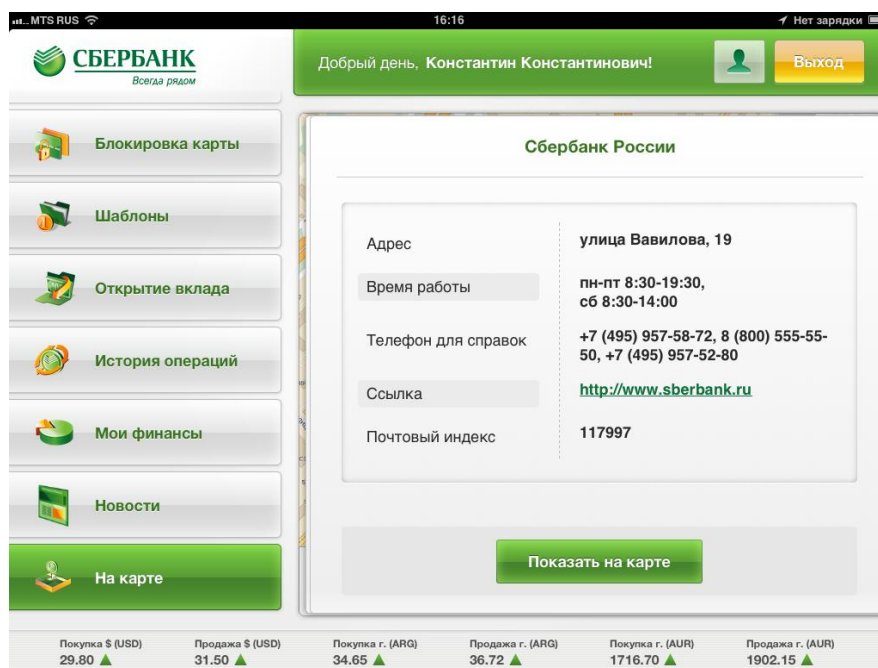 MTS RUS 16:16 Нет зарядки
СБЕРБАНК
Всегда рядом
Добрый день, Константин Константинович!
Выход
Блокировка карты
Шаблоны
Открытие вклада
История операций
Мои финансы
Новости
На карте
Сбербанк России
Адрес улица Вавилова, 19
Время работы пн-пт 8:30-19:30,
сб 8:30-14:00
Телефон для справок +7 (495) 957-58-72, 8 (800) 555-55-
50, +7 (495) 957-52-80
Ссылка http://www.sberbank.ru
Почтовый индекс 117997
Показать на карте
Покупка $ (USD) Продажа $ (USD) Покупка г. (ARG) Продажа г. (ARG) Покупка г. (AUR) Продажа г. (AUR)
29.80 31.50 34.65 36.72 1716.70 1902.15